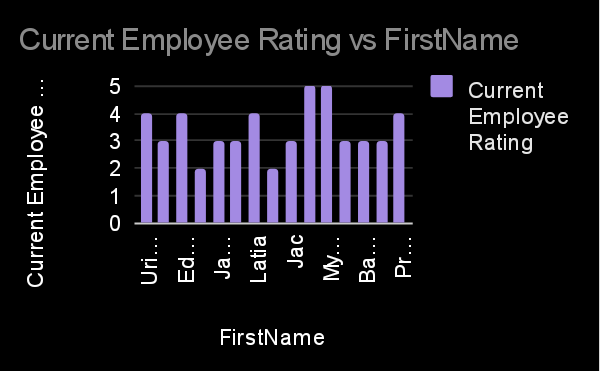 Current Employee Rating vs FirstName
Current Employee ...
5
4
3
2
1
0
Uri...
Ed...
Ja...
Latia
Jac
My...
Ba...
Pr...
FirstName
Current
Employee
Rating